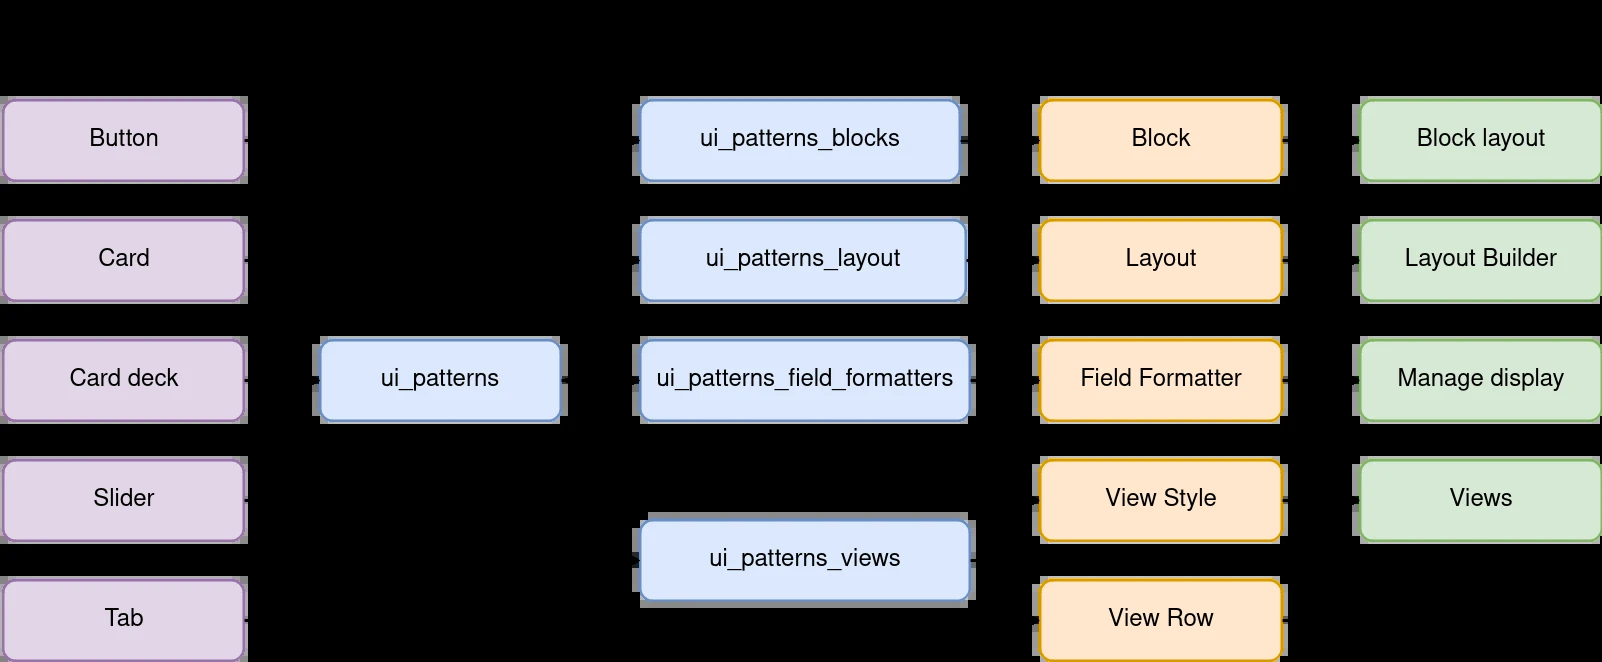 Button
ui_patterns_blocks
Block
Block layout
Card
ui_patterns_layout
Layout
Layout Builder
Card deck
ui_patterns
ui_patterns_field_formatters
Field Formatter
Manage display
Slider
View Style
Views
ui_patterns_views
Tab
View Row